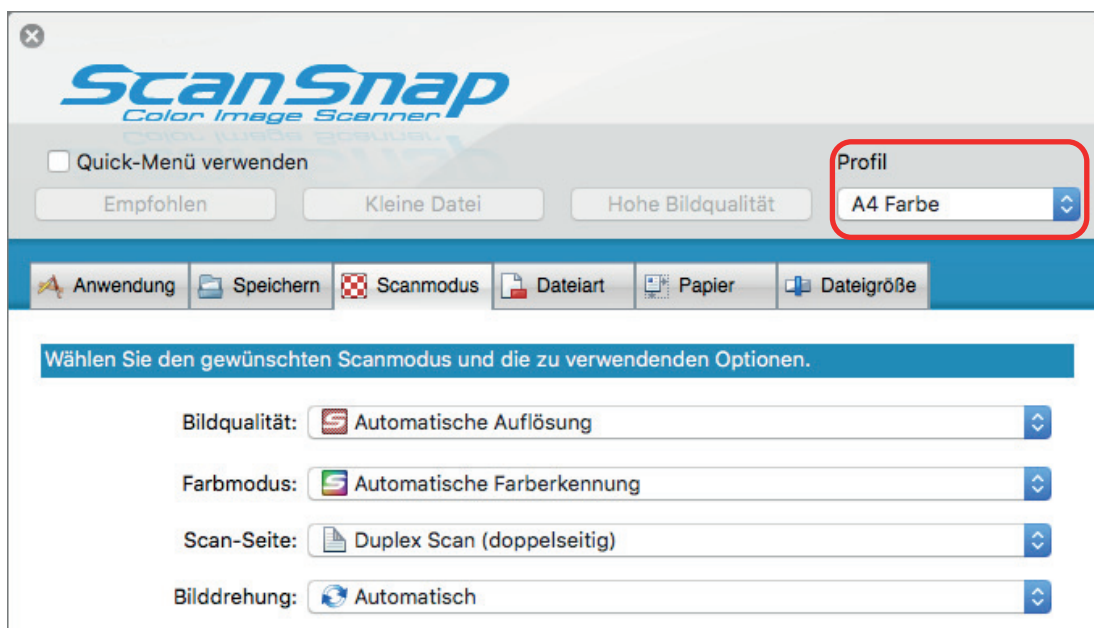 ScanSnap
Color Image Scanner
Quick-Menü verwenden
Profil
Empfohlen
Kleine Datei
Hohe Bildqualität
A4 Farbe
Anwendung
Speichern
Scanmodus
Dateiart
Papier
Dateigröße
Wählen Sie den gewünschten Scanmodus und die zu verwendenden Optionen.
Bildqualität: Automatische Auflösung
Farbmodus: Automatische Farberkennung
Scan-Seite: Duplex Scan (doppelseitig)
Bilddrehung: Automatisch